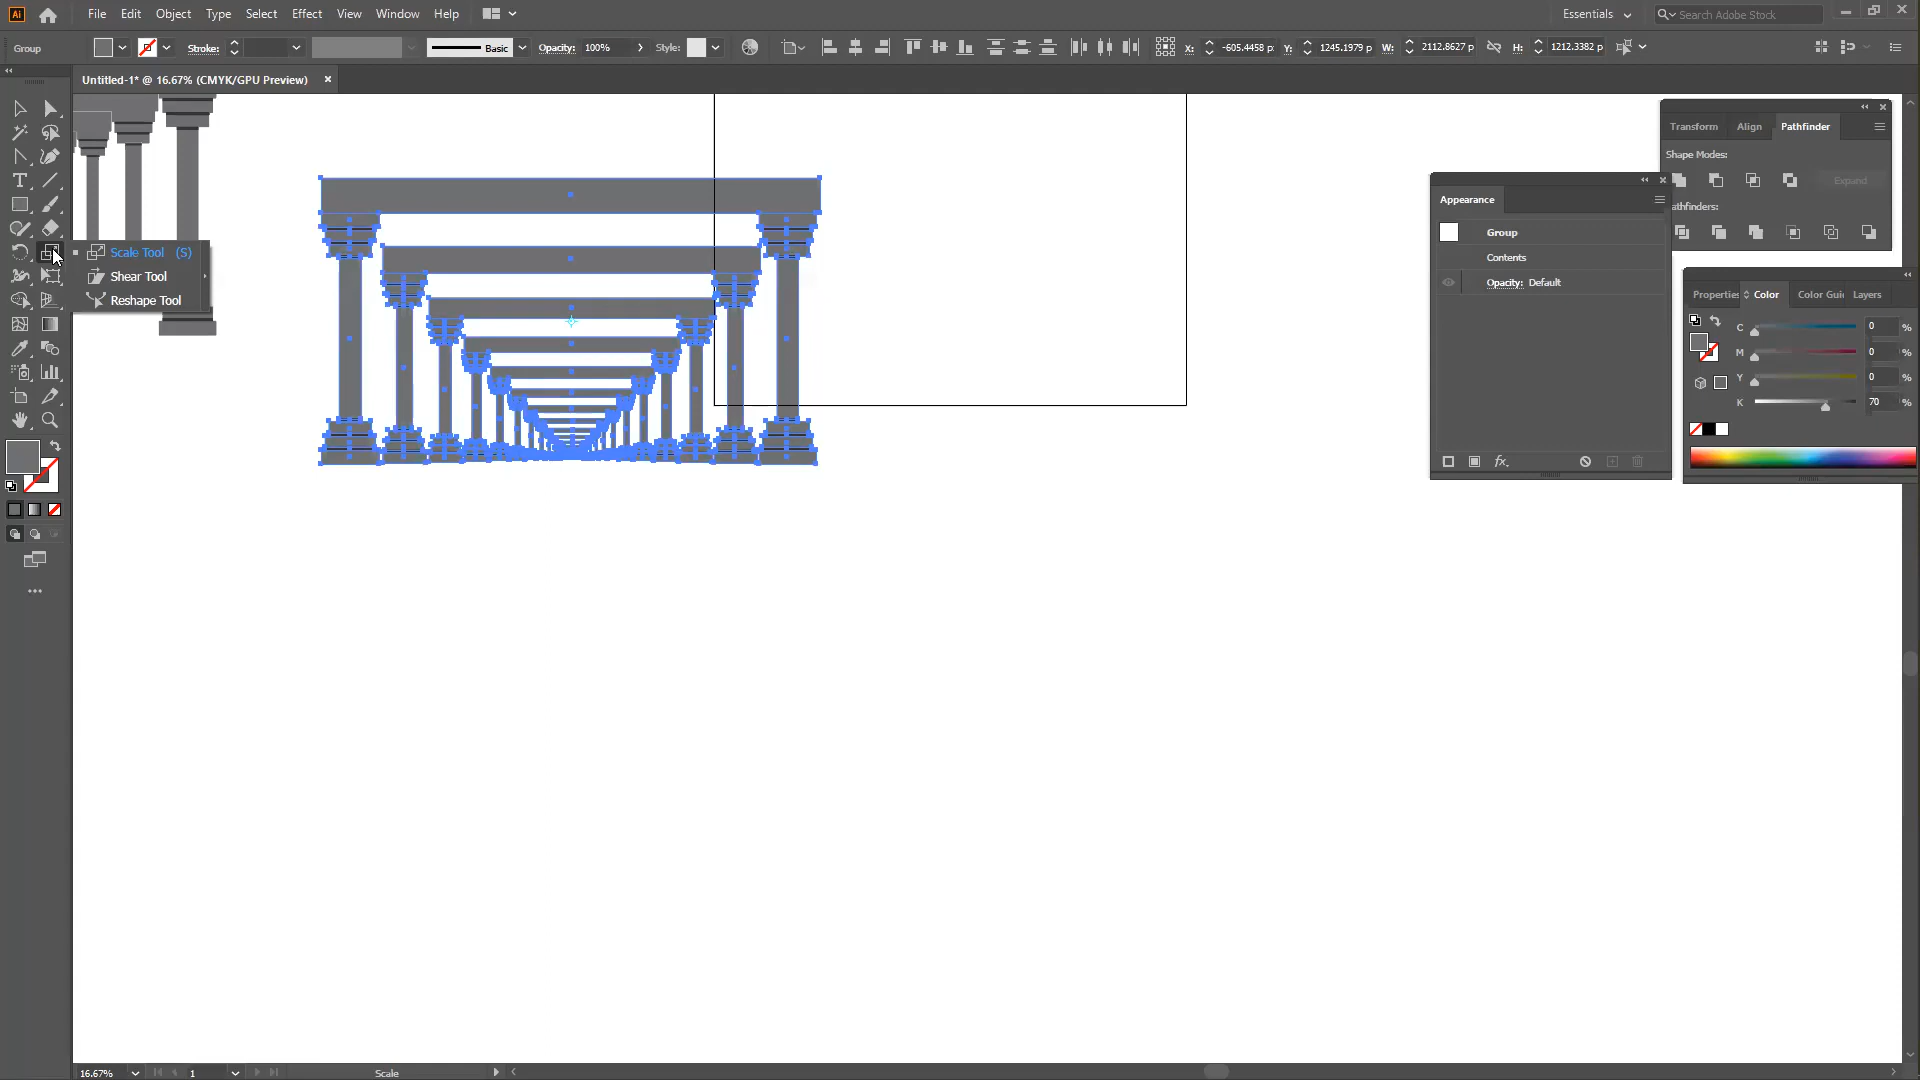 Ai File Edit Object Type Select Effect View Window Help Essentials Search Adobe Stock
Group Stroke: Basic Opacity: 100% Style: X: -605.4458 p Y: 1245.1979 p W: 2112.8627 p H: 1212.3382 p
Untitled-1* @ 16.67% (CMYK/GPU Preview)
Transform Align Pathfinder
Shape Modes:
Expand
athfinders:
Appearance
Group
Contents
Opacity: Default
fx.
Scale Tool (S)
Shear Tool
Reshape Tool
Properties Color Color Gui Layers
C 0 %
M 0 %
Y 0 %
K 70 %
16.67% 1 Scale